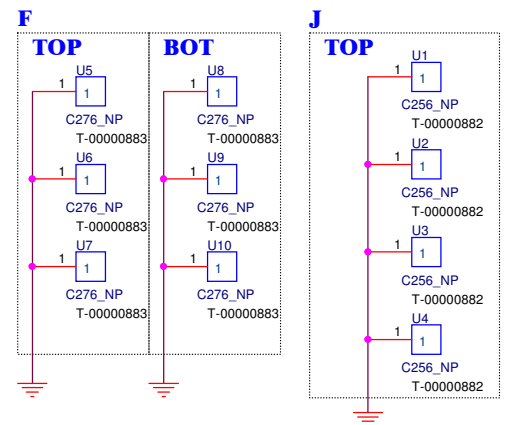 F
TOP
U5
1
1
C276_NP
T-00000883
U6
1
1
C276_NP
T-00000883
U7
1
1
C276_NP
T-00000883
BOT
U8
1
1
C276_NP
T-00000883
U9
1
1
C276_NP
T-00000883
U10
1
1
C276_NP
T-00000883
J
TOP
U1
1
1
C256_NP
T-00000882
U2
1
1
C256_NP
T-00000882
U3
1
1
C256_NP
T-00000882
U4
1
1
C256_NP
T-00000882